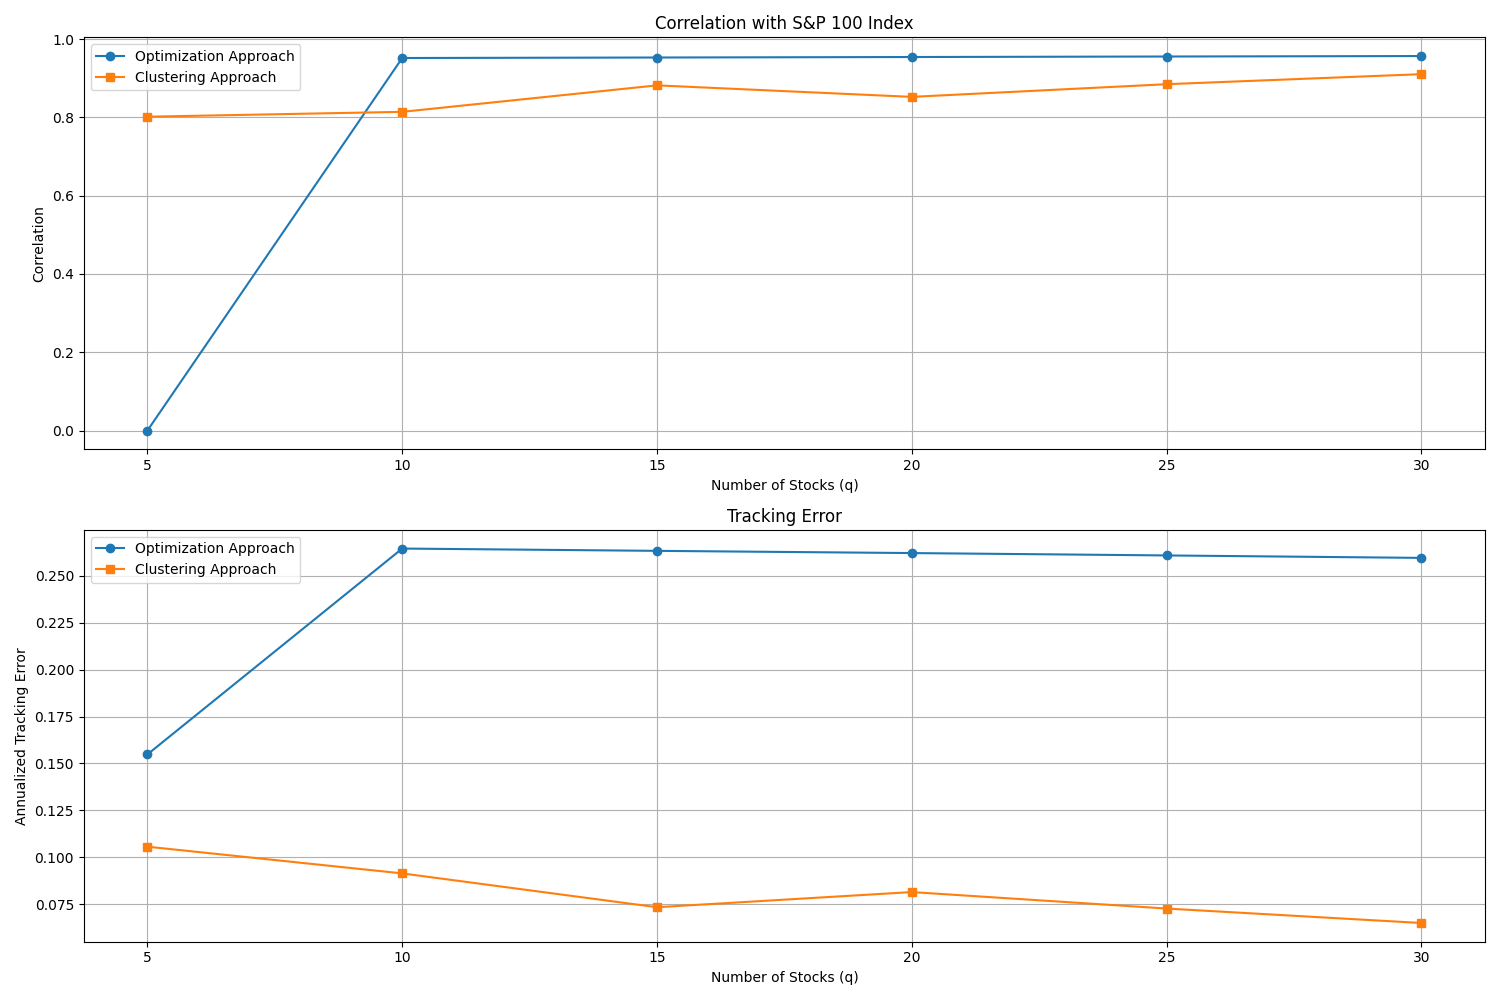 Correlation with S&P 100 Index
Optimization Approach
Clustering Approach
1.0
0.8
0.6
0.4
0.2
0.0
Correlation
5 10 15 20 25 30
Number of Stocks (q)
Tracking Error
Optimization Approach
Clustering Approach
0.250
0.225
0.200
0.175
0.150
0.125
0.100
0.075
Annualized Tracking Error
5 10 15 20 25 30
Number of Stocks (q)